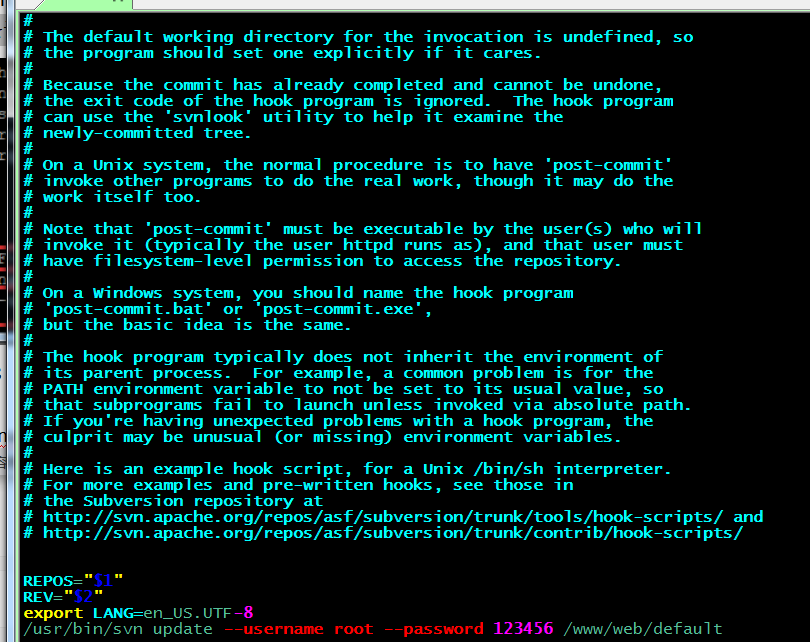 #
# The default working directory for the invocation is undefined, so
# the program should set one explicitly if it cares.
#
# Because the commit has already completed and cannot be undone,
# the exit code of the hook program is ignored.  The hook program
# can use the 'svnlook' utility to help it examine the
# newly-committed tree.
#
# On a Unix system, the normal procedure is to have 'post-commit'
# invoke other programs to do the real work, though it may do the
# work itself too.
#
# Note that 'post-commit' must be executable by the user(s) who will
# invoke it (typically the user httpd runs as), and that user must
# have filesystem-level permission to access the repository.
#
# On a Windows system, you should name the hook program
# 'post-commit.bat' or 'post-commit.exe',
# but the basic idea is the same.
#
# The hook program typically does not inherit the environment of
# its parent process.  For example, a common problem is for the
# PATH environment variable to not be set to its usual value, so
# that subprograms fail to launch unless invoked via absolute path.
# If you're having unexpected problems with a hook program, the
# culprit may be unusual (or missing) environment variables.
#
# Here is an example hook script, for a Unix /bin/sh interpreter.
# For more examples and pre-written hooks, see those in
# the Subversion repository at
# http://svn.apache.org/repos/asf/subversion/trunk/tools/hook-scripts/ and
# http://svn.apache.org/repos/asf/subversion/trunk/contrib/hook-scripts/
REPOS="$1"
REV="$2"
export LANG=en_US.UTF-8
/usr/bin/svn update --username root --password 123456 /www/web/default